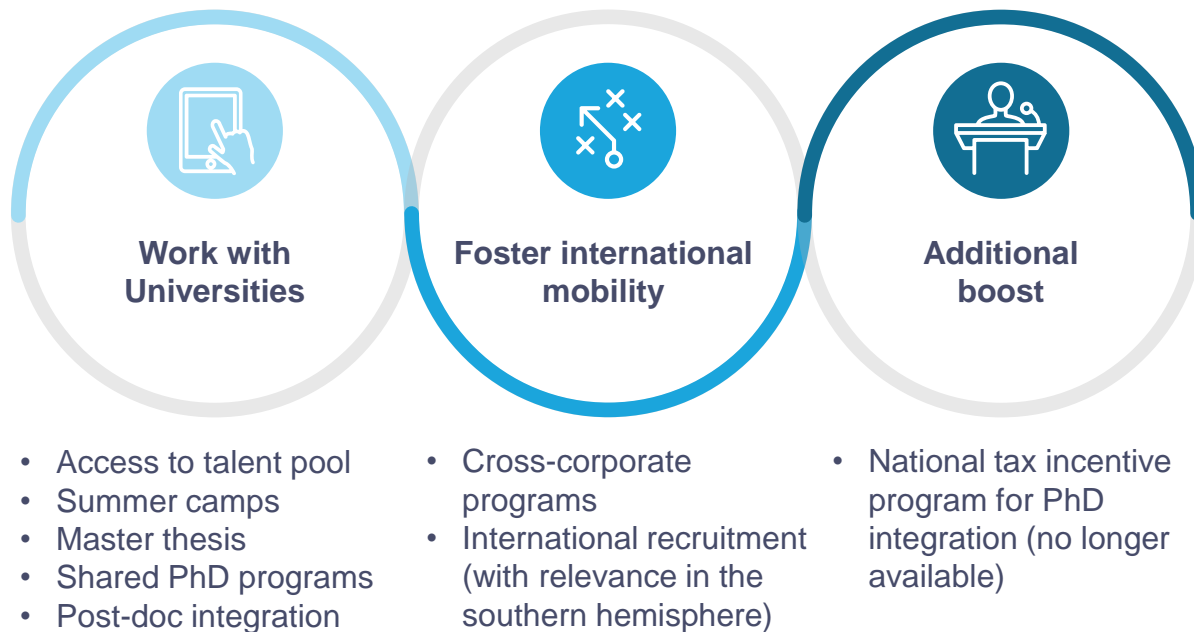 Work with
Universities
Foster international
mobility
Additional
boost
• Access to talent pool
• Summer camps
• Master thesis
• Shared PhD programs
• Post-doc integration
• Cross-corporate
programs
• International recruitment
(with relevance in the
southern hemisphere)
• National tax incentive
program for PhD
integration (no longer
available)